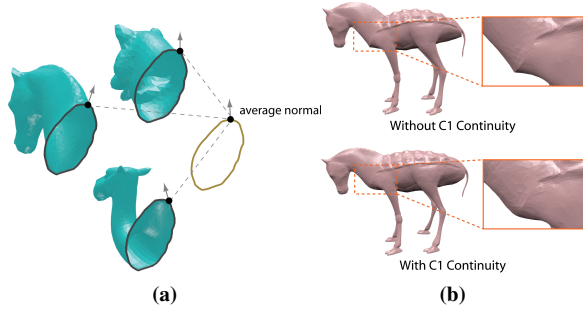 average normal
Without C1 Continuity
With C1 Continuity
(a)
(b)